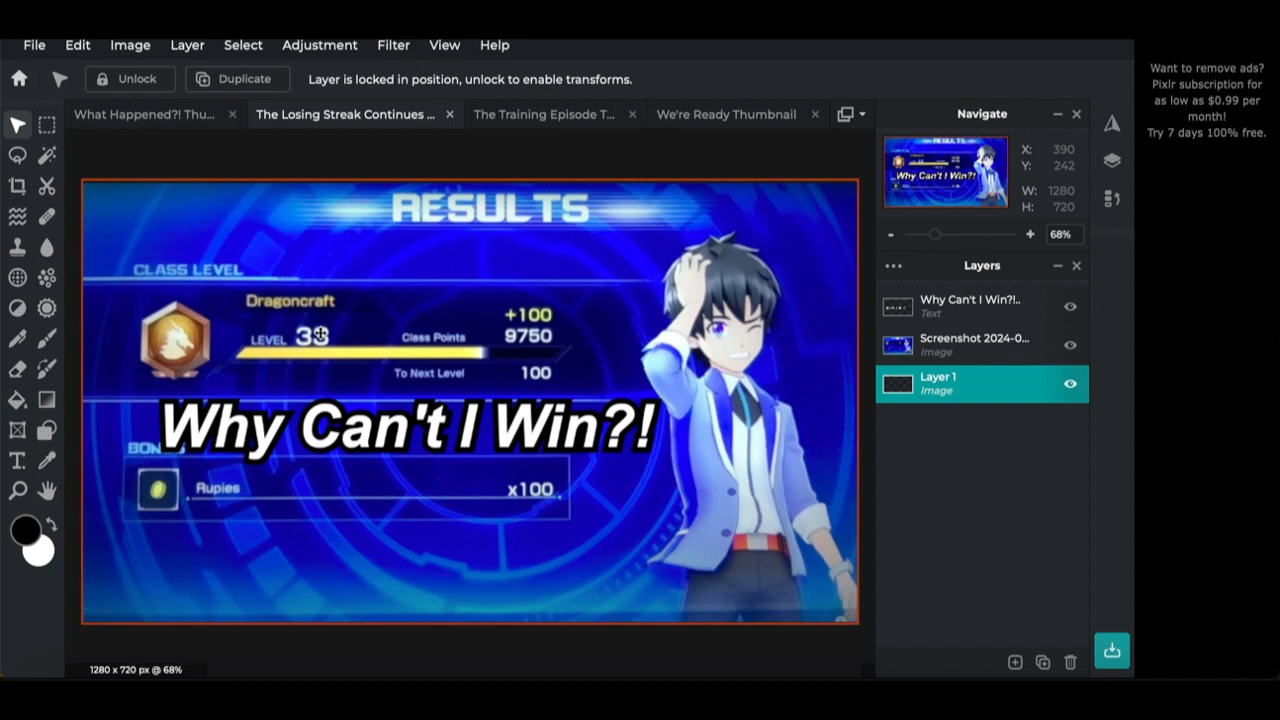 File Edit Image Layer Select Adjustment Filter View Help
Unlock Duplicate Layer is locked in position, unlock to enable transforms.
What Happened?! Thu... The Losing Streak Continues ... The Training Episode T... We're Ready Thumbnail
Want to remove ads?
Pixlr subscription for
as low as $0.99 per
month!
Try 7 days 100% free.
Navigate
X: 390
Y: 242
W: 1280
H: 720
- + 68%
Layers
Why Can't I Win?!..
Text
Screenshot 2024-0...
Image
Layer 1
Image
RESULTS
CLASS LEVEL
Dragoncraft
+100
LEVEL
Class Points 9750
To Next Level 100
Why Can't I Win?!
Rupies x100
1280 x 720 px @ 68%